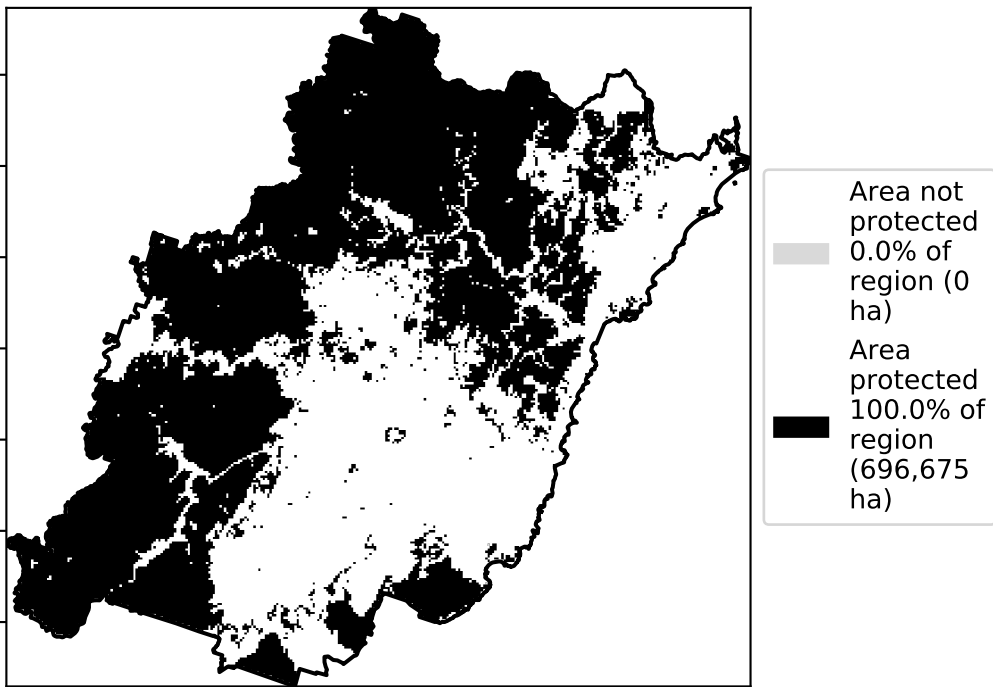 Area not
protected
0.0% of
region (0
ha)
Area
protected
100.0% of
region
(696,675
ha)